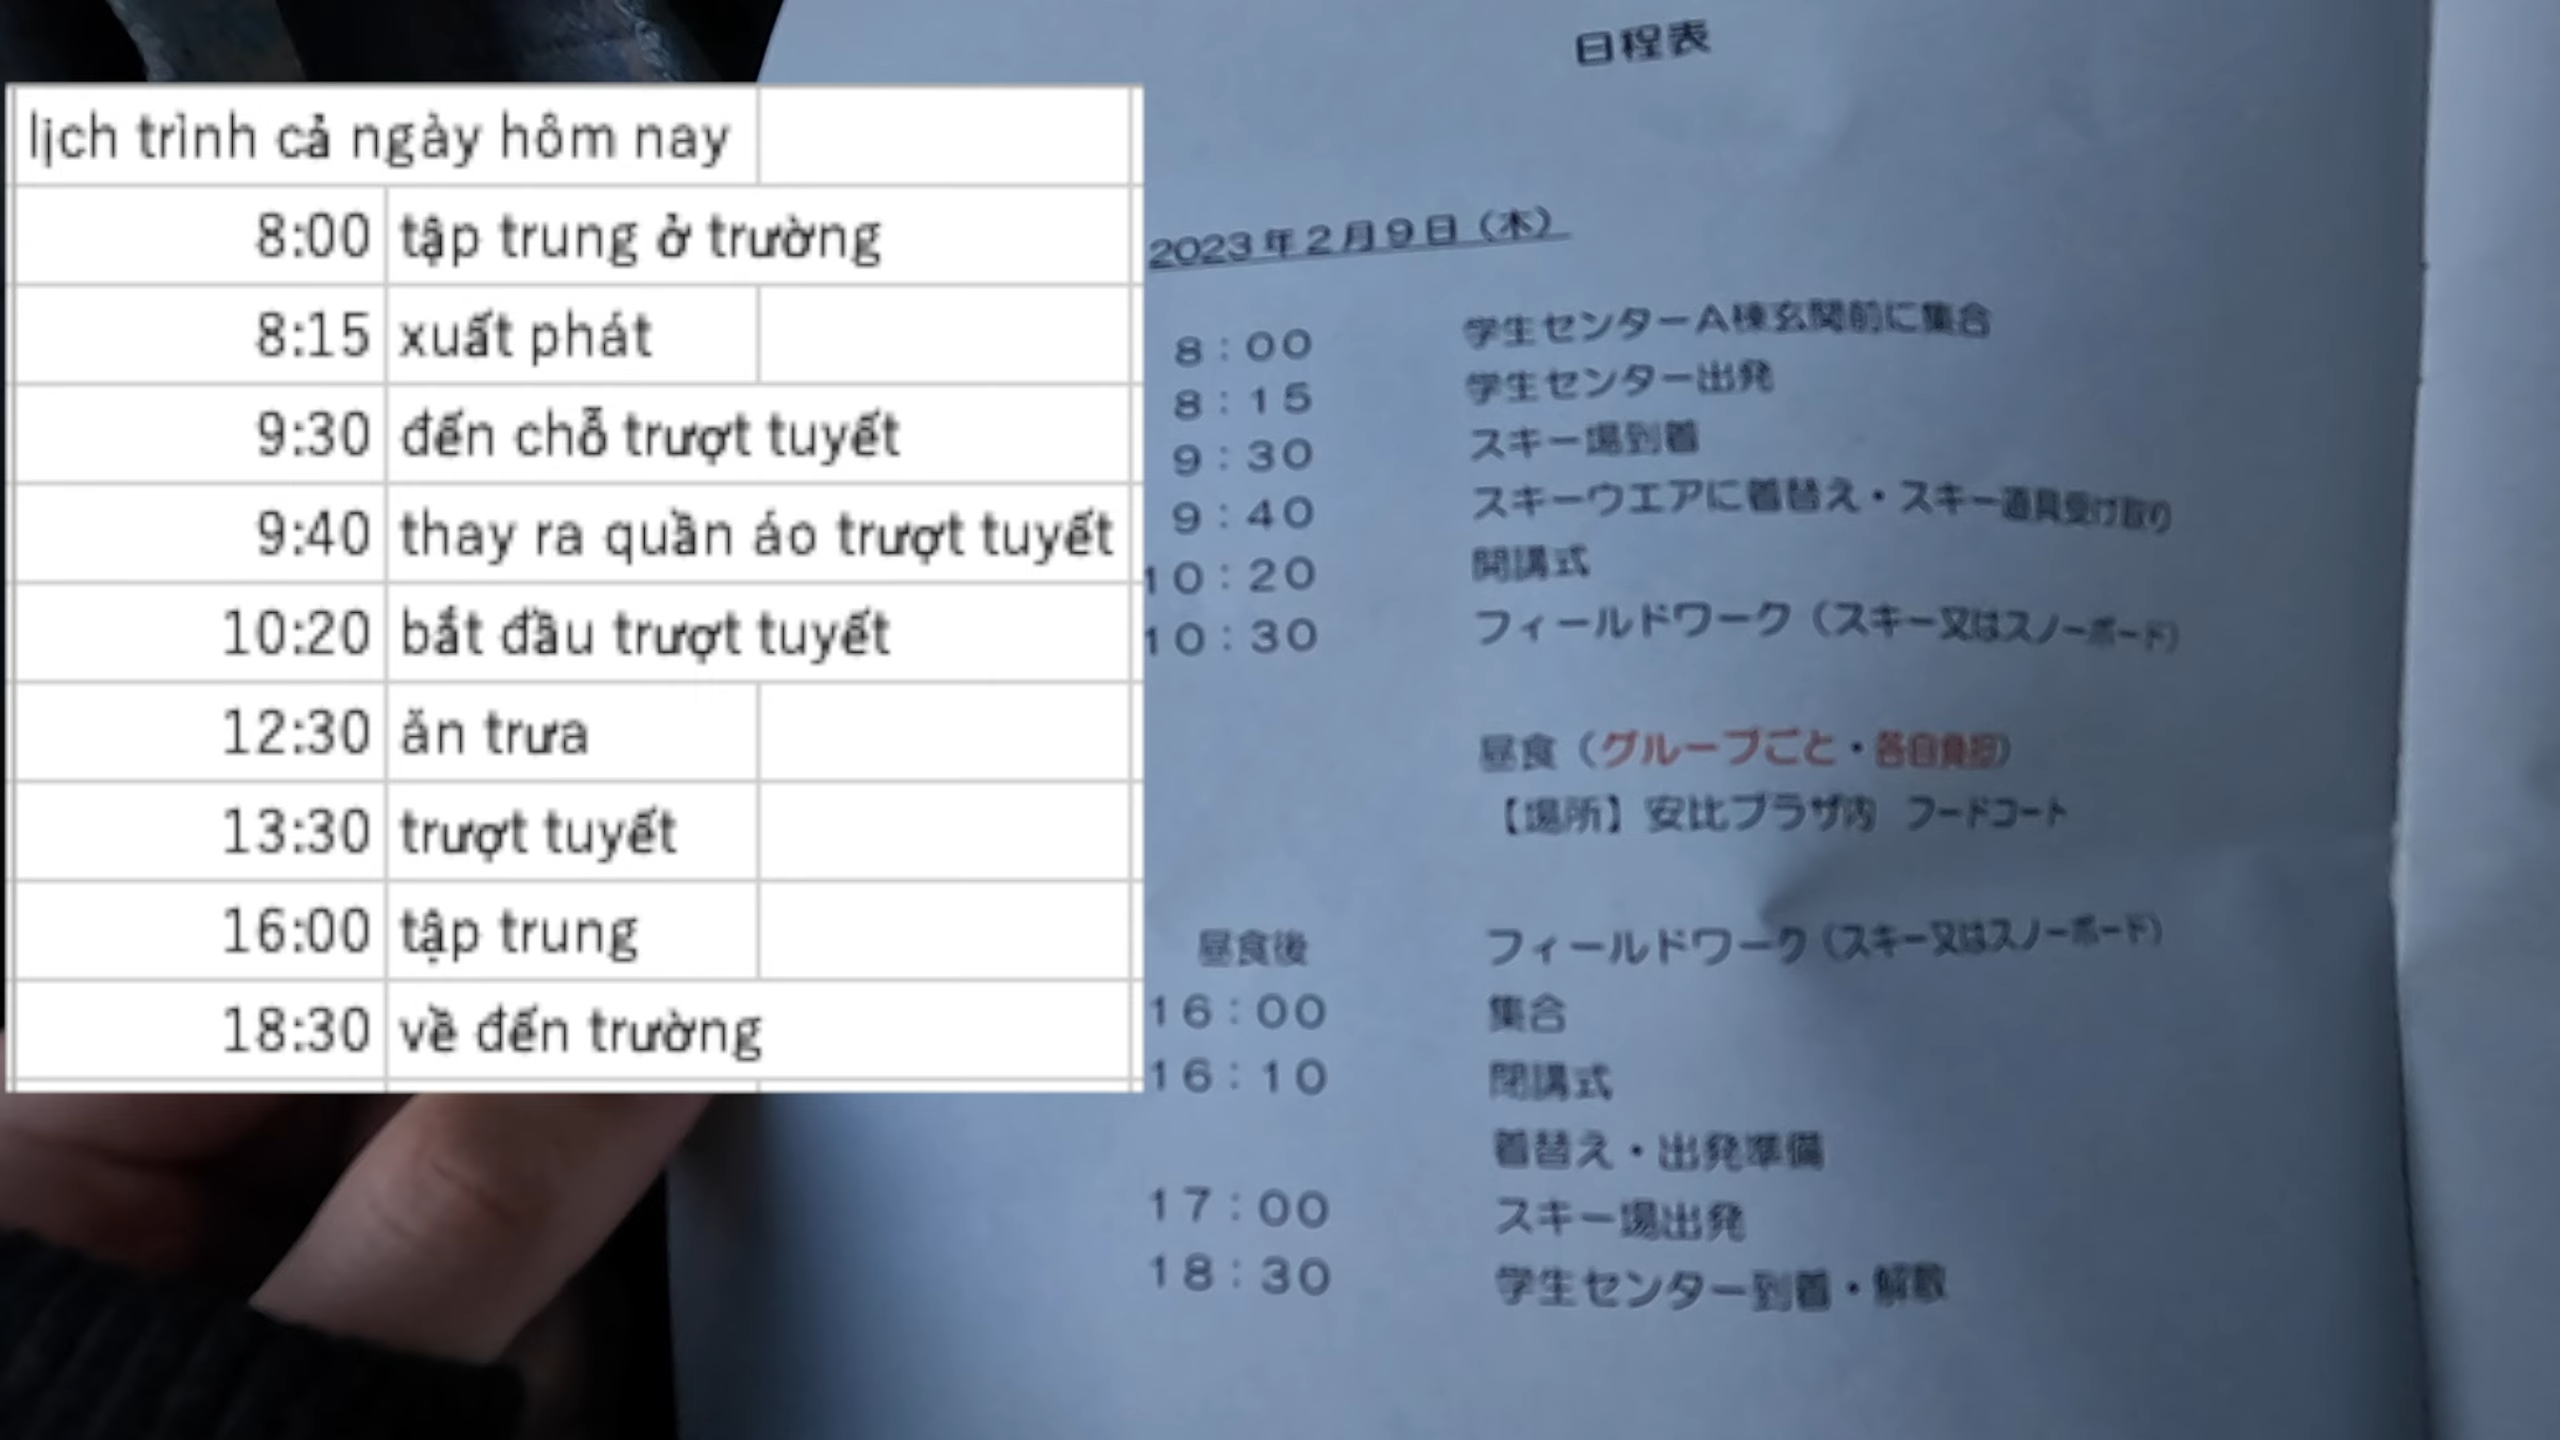 lịch trình cả ngày hôm nay
8:00 tập trung ở trường
8:15 xuất phát
9:30 đến chỗ trượt tuyết
9:40 thay ra quần áo trượt tuyết
10:20 bắt đầu trượt tuyết
12:30 ăn trưa
13:30 trượt tuyết
16:00 tập trung
18:30 về đến trường
日程表
2023年2月9日(木)
8:00 学生センターA棟玄関前に集合
8:15 学生センター出発
9:30 スキー場到着
9:40 スキーウエアに着替え・スキー道具受け取り
10:20 開講式
10:30 フィールドワーク(スキー又はスノーボード)
昼食(グループごと・各自負担)
【場所】安比プラザ内 フードコート
昼食後 フィールドワーク(スキー又はスノーボード)
16:00 集合
16:10 閉講式
着替え・出発準備
17:00 スキー場出発
18:30 学生センター到着・解散